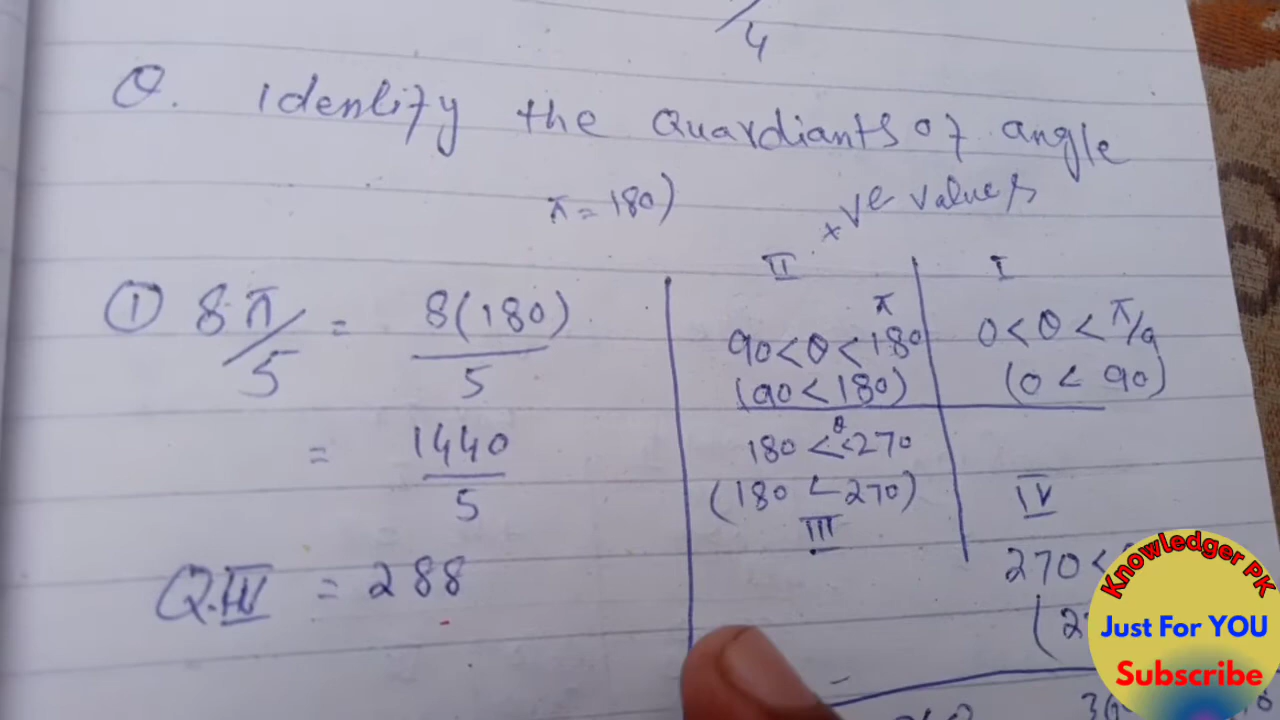 4
Q. Identify the Quardiants of angle
π = 180)
+ve values
① 8π/5 = 8(180)/5
= 1440/5
Q.IV = 288
II
π
90<θ<180
(90<180)
I
0<θ<π/9
(0< 90)
180<θ<270
(180 <270)
III
IV
270<
(2
Knowledger PK
Just For YOU
Subscribe